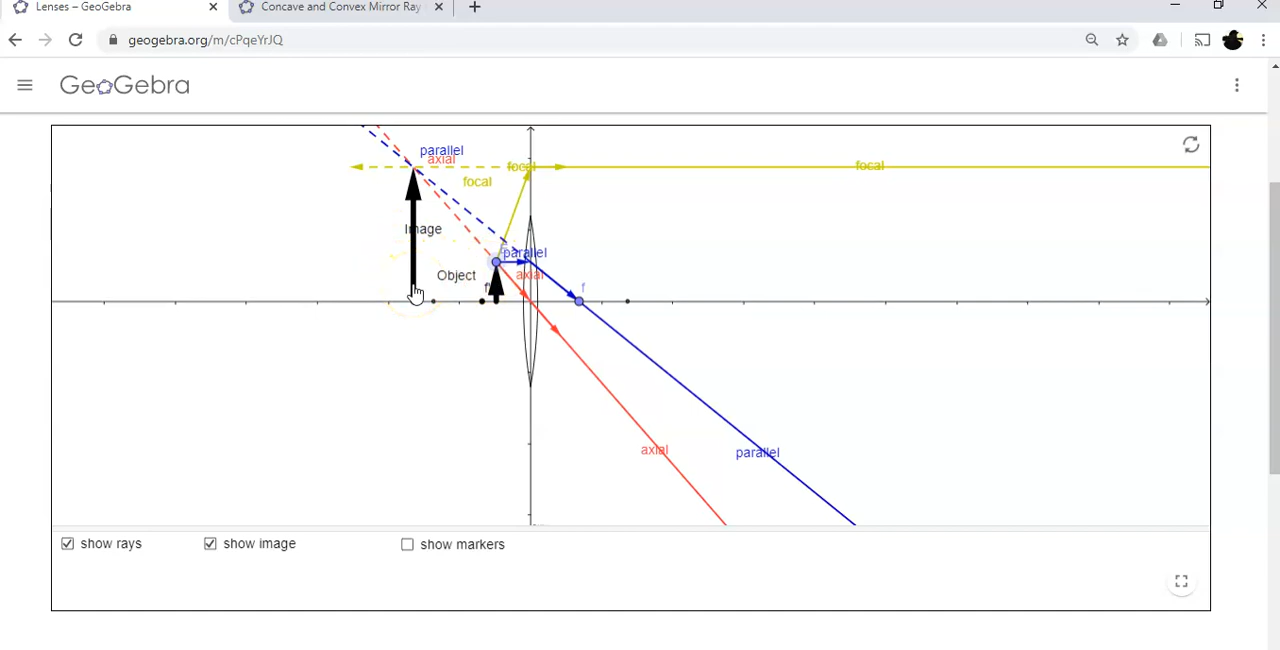 Lenses – GeoGebra
Concave and Convex Mirror Ray
geogebra.org/m/cPqeYrJQ
GeoGebra
parallel
axial
focal
focal
focal
Image
parallel
Object
axial
f
f
axial
parallel
show rays
show image
show markers